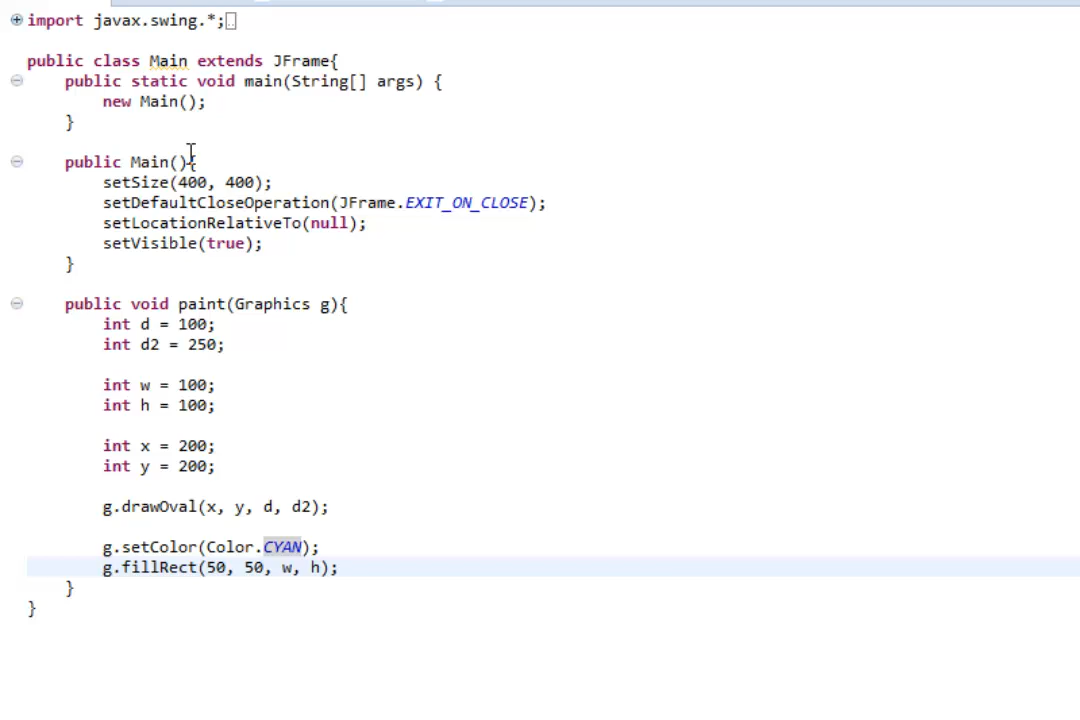 import javax.swing.*;
public class Main extends JFrame{
public static void main(String[] args) {
new Main();
}
public Main(){
setSize(400, 400);
setDefaultCloseOperation(JFrame.EXIT_ON_CLOSE);
setLocationRelativeTo(null);
setVisible(true);
}
public void paint(Graphics g){
int d = 100;
int d2 = 250;
int w = 100;
int h = 100;
int x = 200;
int y = 200;
g.drawOval(x, y, d, d2);
g.setColor(Color.CYAN);
g.fillRect(50, 50, w, h);
}
}